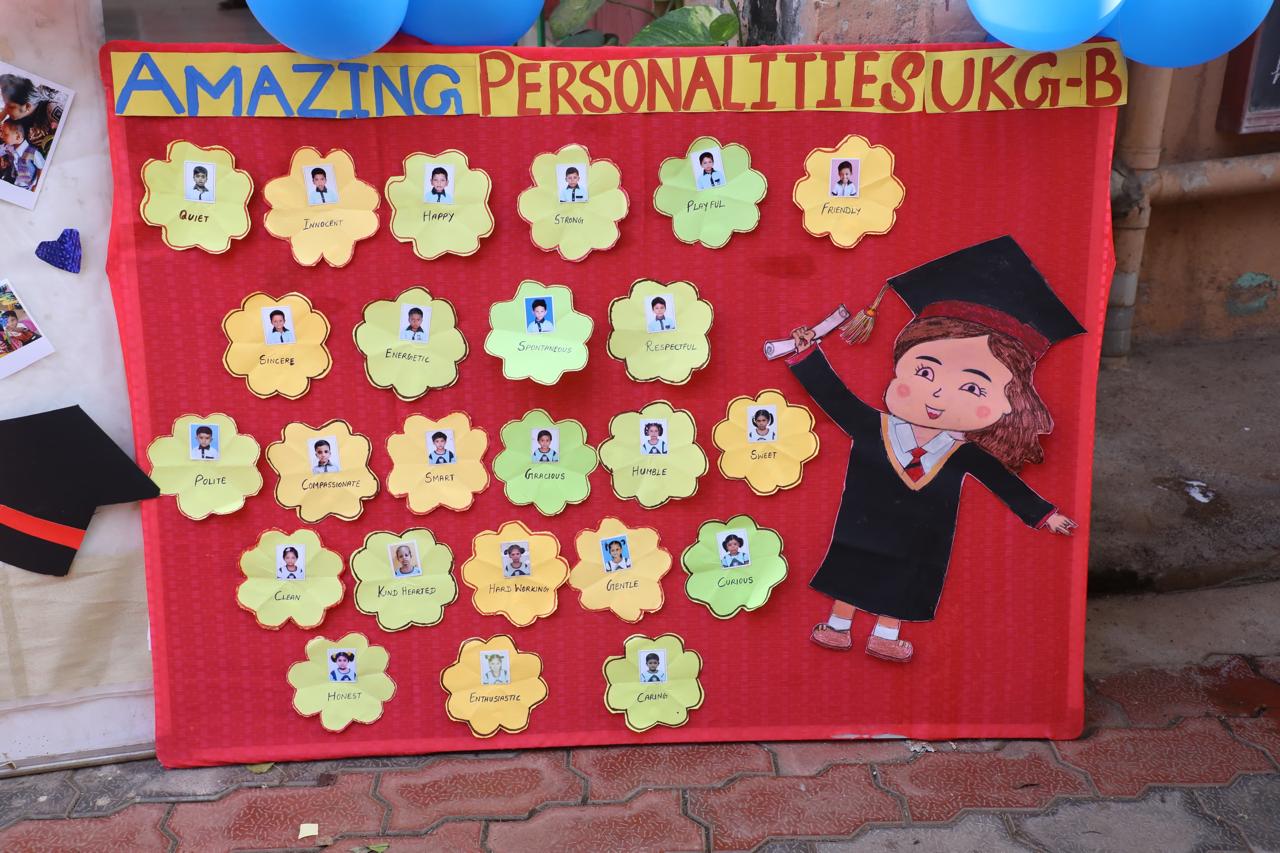 AMAZING PERSONALITIES UKG-B
QUIET INNOCENT HAPPY STRONG PLAYFUL FRIENDLY
SINCERE ENERGETIC SPONTANEOUS RESPECTFUL
POLITE COMPASSIONATE SMART GRACIOUS HUMBLE SWEET
CLEAN KIND HEARTED HARD WORKING GENTLE CURIOUS
HONEST ENTHUSIASTIC CARING